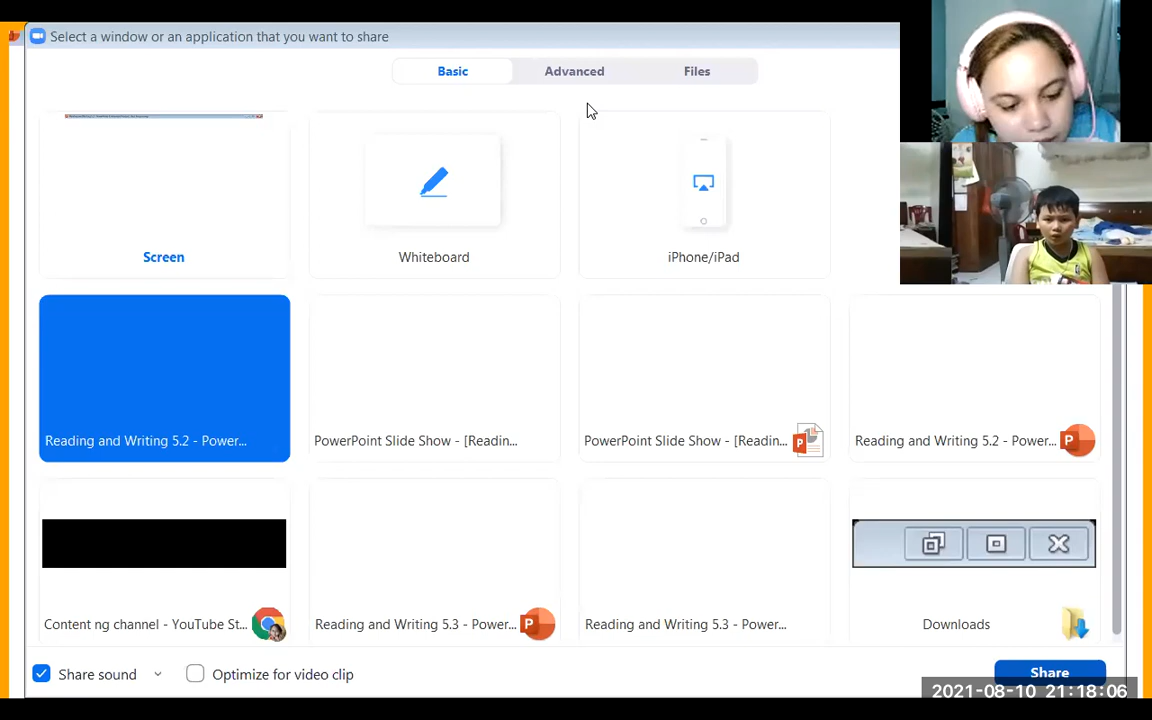 Select a window or an application that you want to share
Basic
Advanced
Files
Screen
Whiteboard
iPhone/iPad
Reading and Writing 5.2 - Power...
PowerPoint Slide Show - [Readin...
PowerPoint Slide Show - [Readin...
Reading and Writing 5.2 - Power...
Content ng channel - YouTube St...
Reading and Writing 5.3 - Power...
Reading and Writing 5.3 - Power...
Downloads
Share sound
Optimize for video clip
Share
2021-08-10 21:18:06